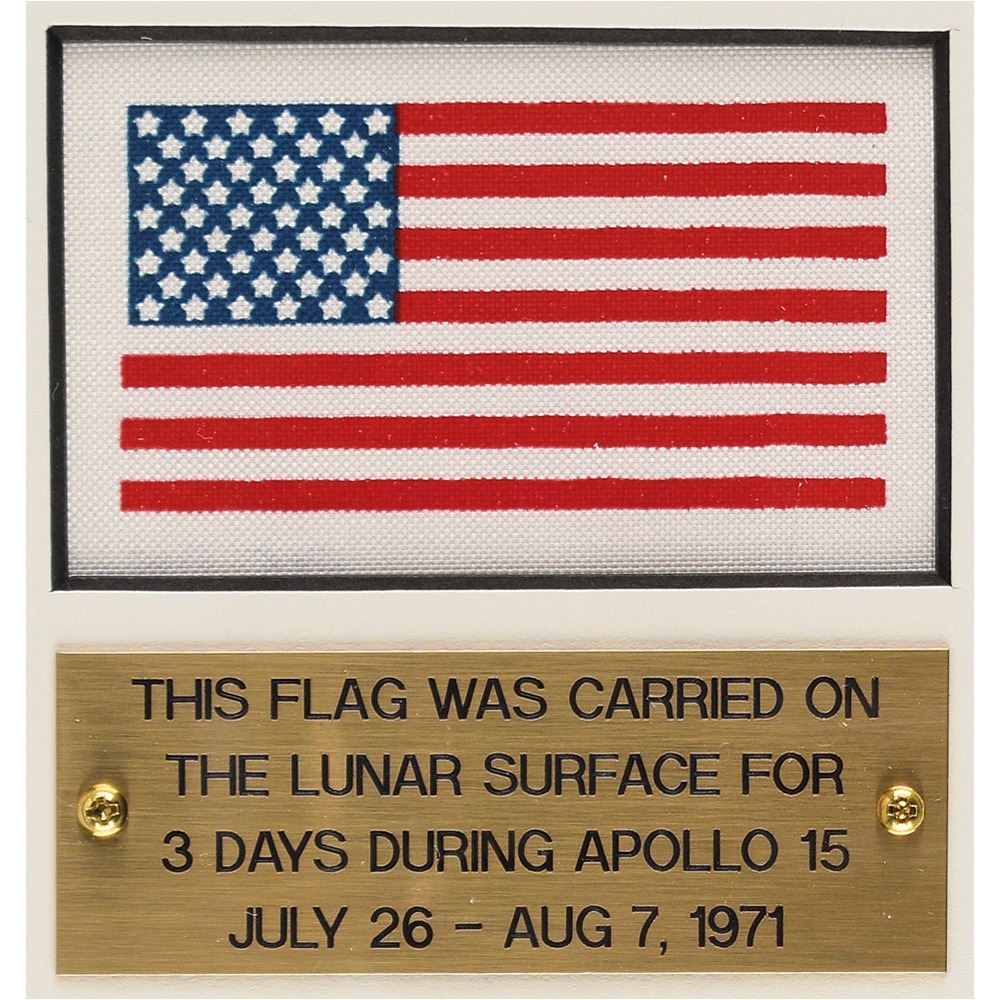 THIS FLAG WAS CARRIED ON
THE LUNAR SURFACE FOR
3 DAYS DURING APOLLO 15
JULY 26 – AUG 7, 1971